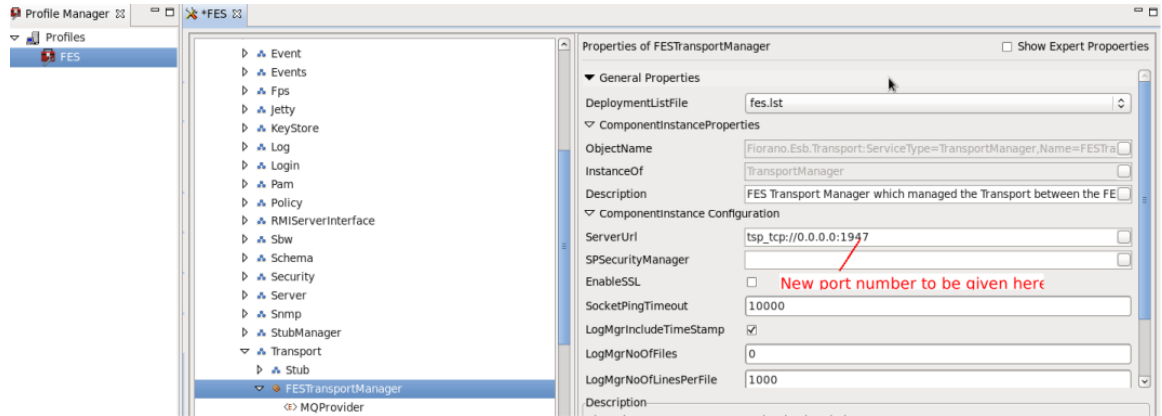 Profile Manager
*FES
Profiles
FES
Event
Events
Fps
Jetty
KeyStore
Log
Login
Pam
Policy
RMIServerInterface
Sbw
Schema
Security
Server
Snmp
StubManager
Transport
Stub
FESTransportManager
MQProvider
Properties of FESTransportManager
Show Expert Propoerties
General Properties
DeploymentListFile
fes.lst
ComponentInstanceProperties
ObjectName
Fiorano.Esb.Transport:ServiceType=TransportManager,Name=FESTra
InstanceOf
TransportManager
Description
FES Transport Manager which managed the Transport between the FE
ComponentInstance Configuration
ServerUrl
tsp_tcp://0.0.0.0:1947
SPSecurityManager
EnableSSL
New port number to be given here
SocketPingTimeout
10000
LogMgrIncludeTimeStamp
LogMgrNoOfFiles
0
LogMgrNoOfLinesPerFile
1000
Description